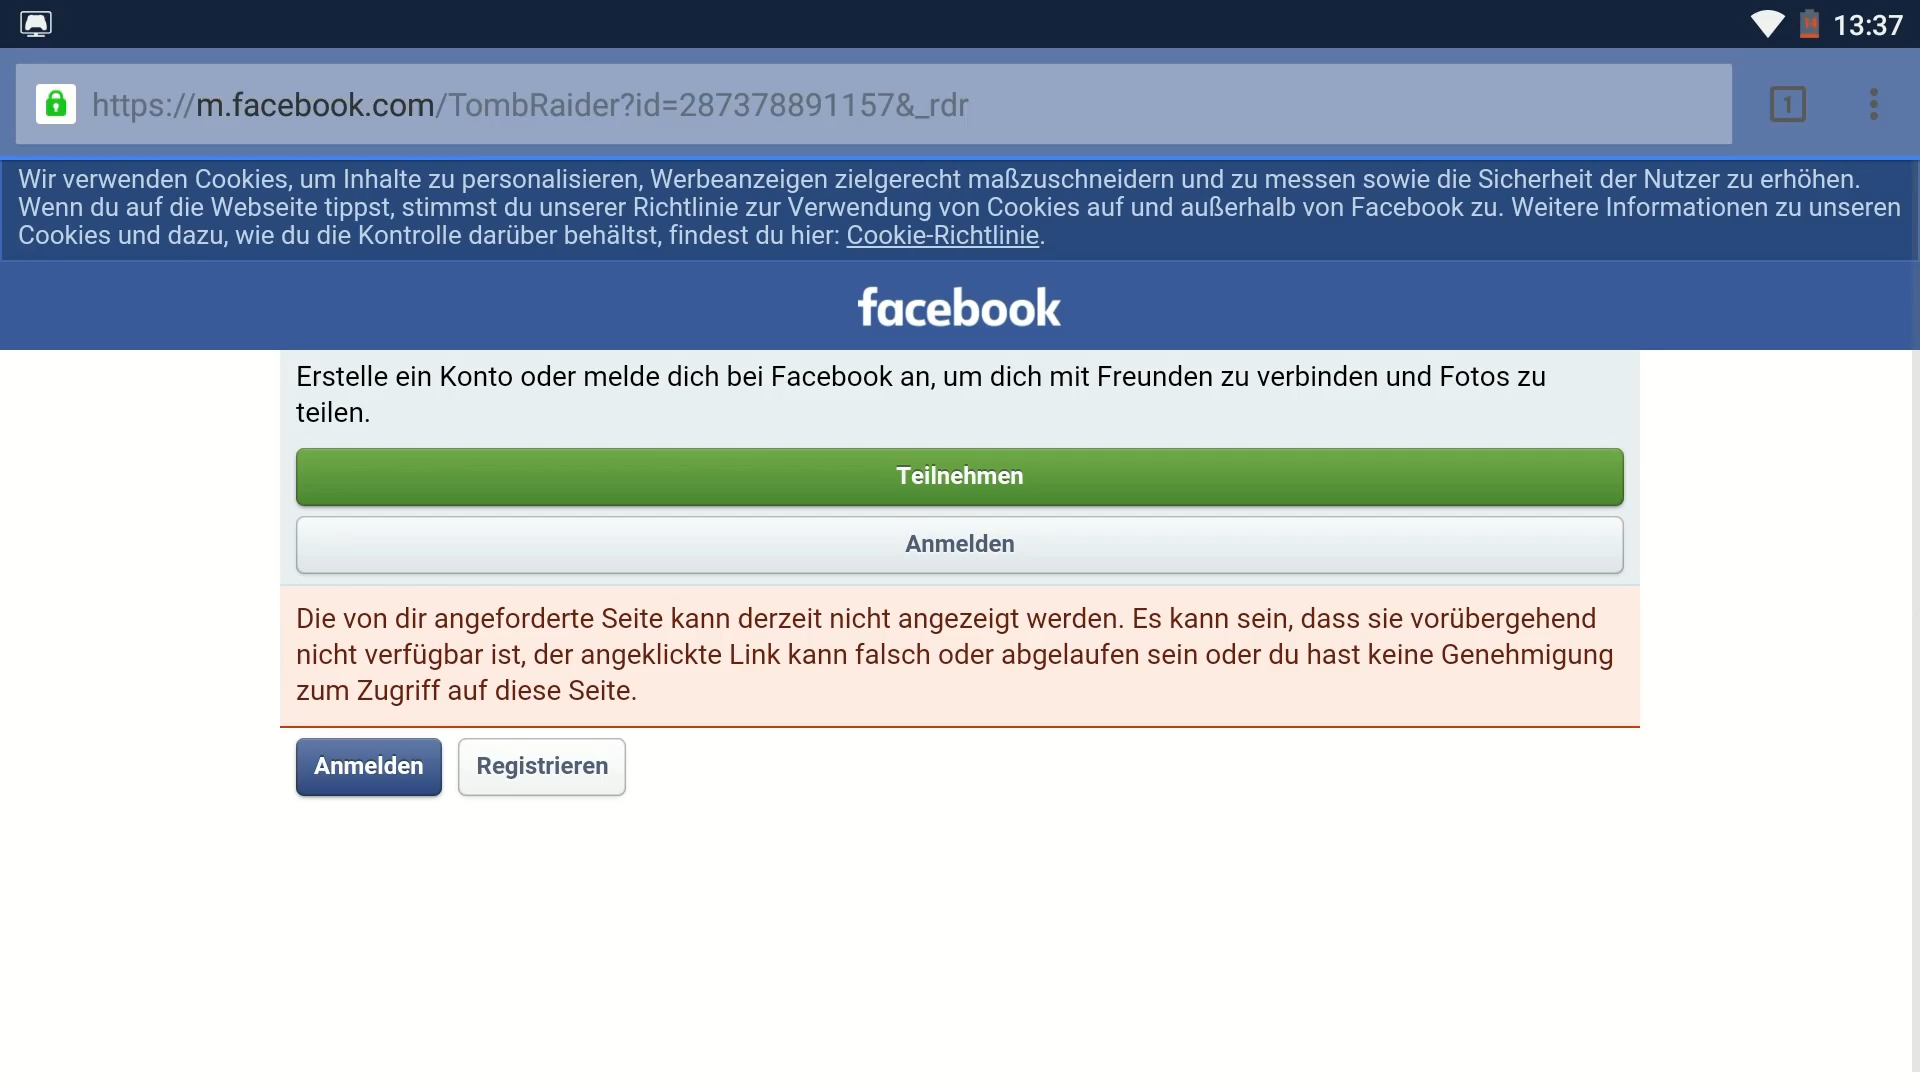 14 13:37
https://m.facebook.com/TombRaider?id=287378891157&_rdr 1
Wir verwenden Cookies, um Inhalte zu personalisieren, Werbeanzeigen zielgerecht maßzuschneidern und zu messen sowie die Sicherheit der Nutzer zu erhöhen.
Wenn du auf die Webseite tippst, stimmst du unserer Richtlinie zur Verwendung von Cookies auf und außerhalb von Facebook zu. Weitere Informationen zu unseren
Cookies und dazu, wie du die Kontrolle darüber behältst, findest du hier: Cookie-Richtlinie.
facebook
Erstelle ein Konto oder melde dich bei Facebook an, um dich mit Freunden zu verbinden und Fotos zu
teilen.
Teilnehmen
Anmelden
Die von dir angeforderte Seite kann derzeit nicht angezeigt werden. Es kann sein, dass sie vorübergehend
nicht verfügbar ist, der angeklickte Link kann falsch oder abgelaufen sein oder du hast keine Genehmigung
zum Zugriff auf diese Seite.
Anmelden Registrieren